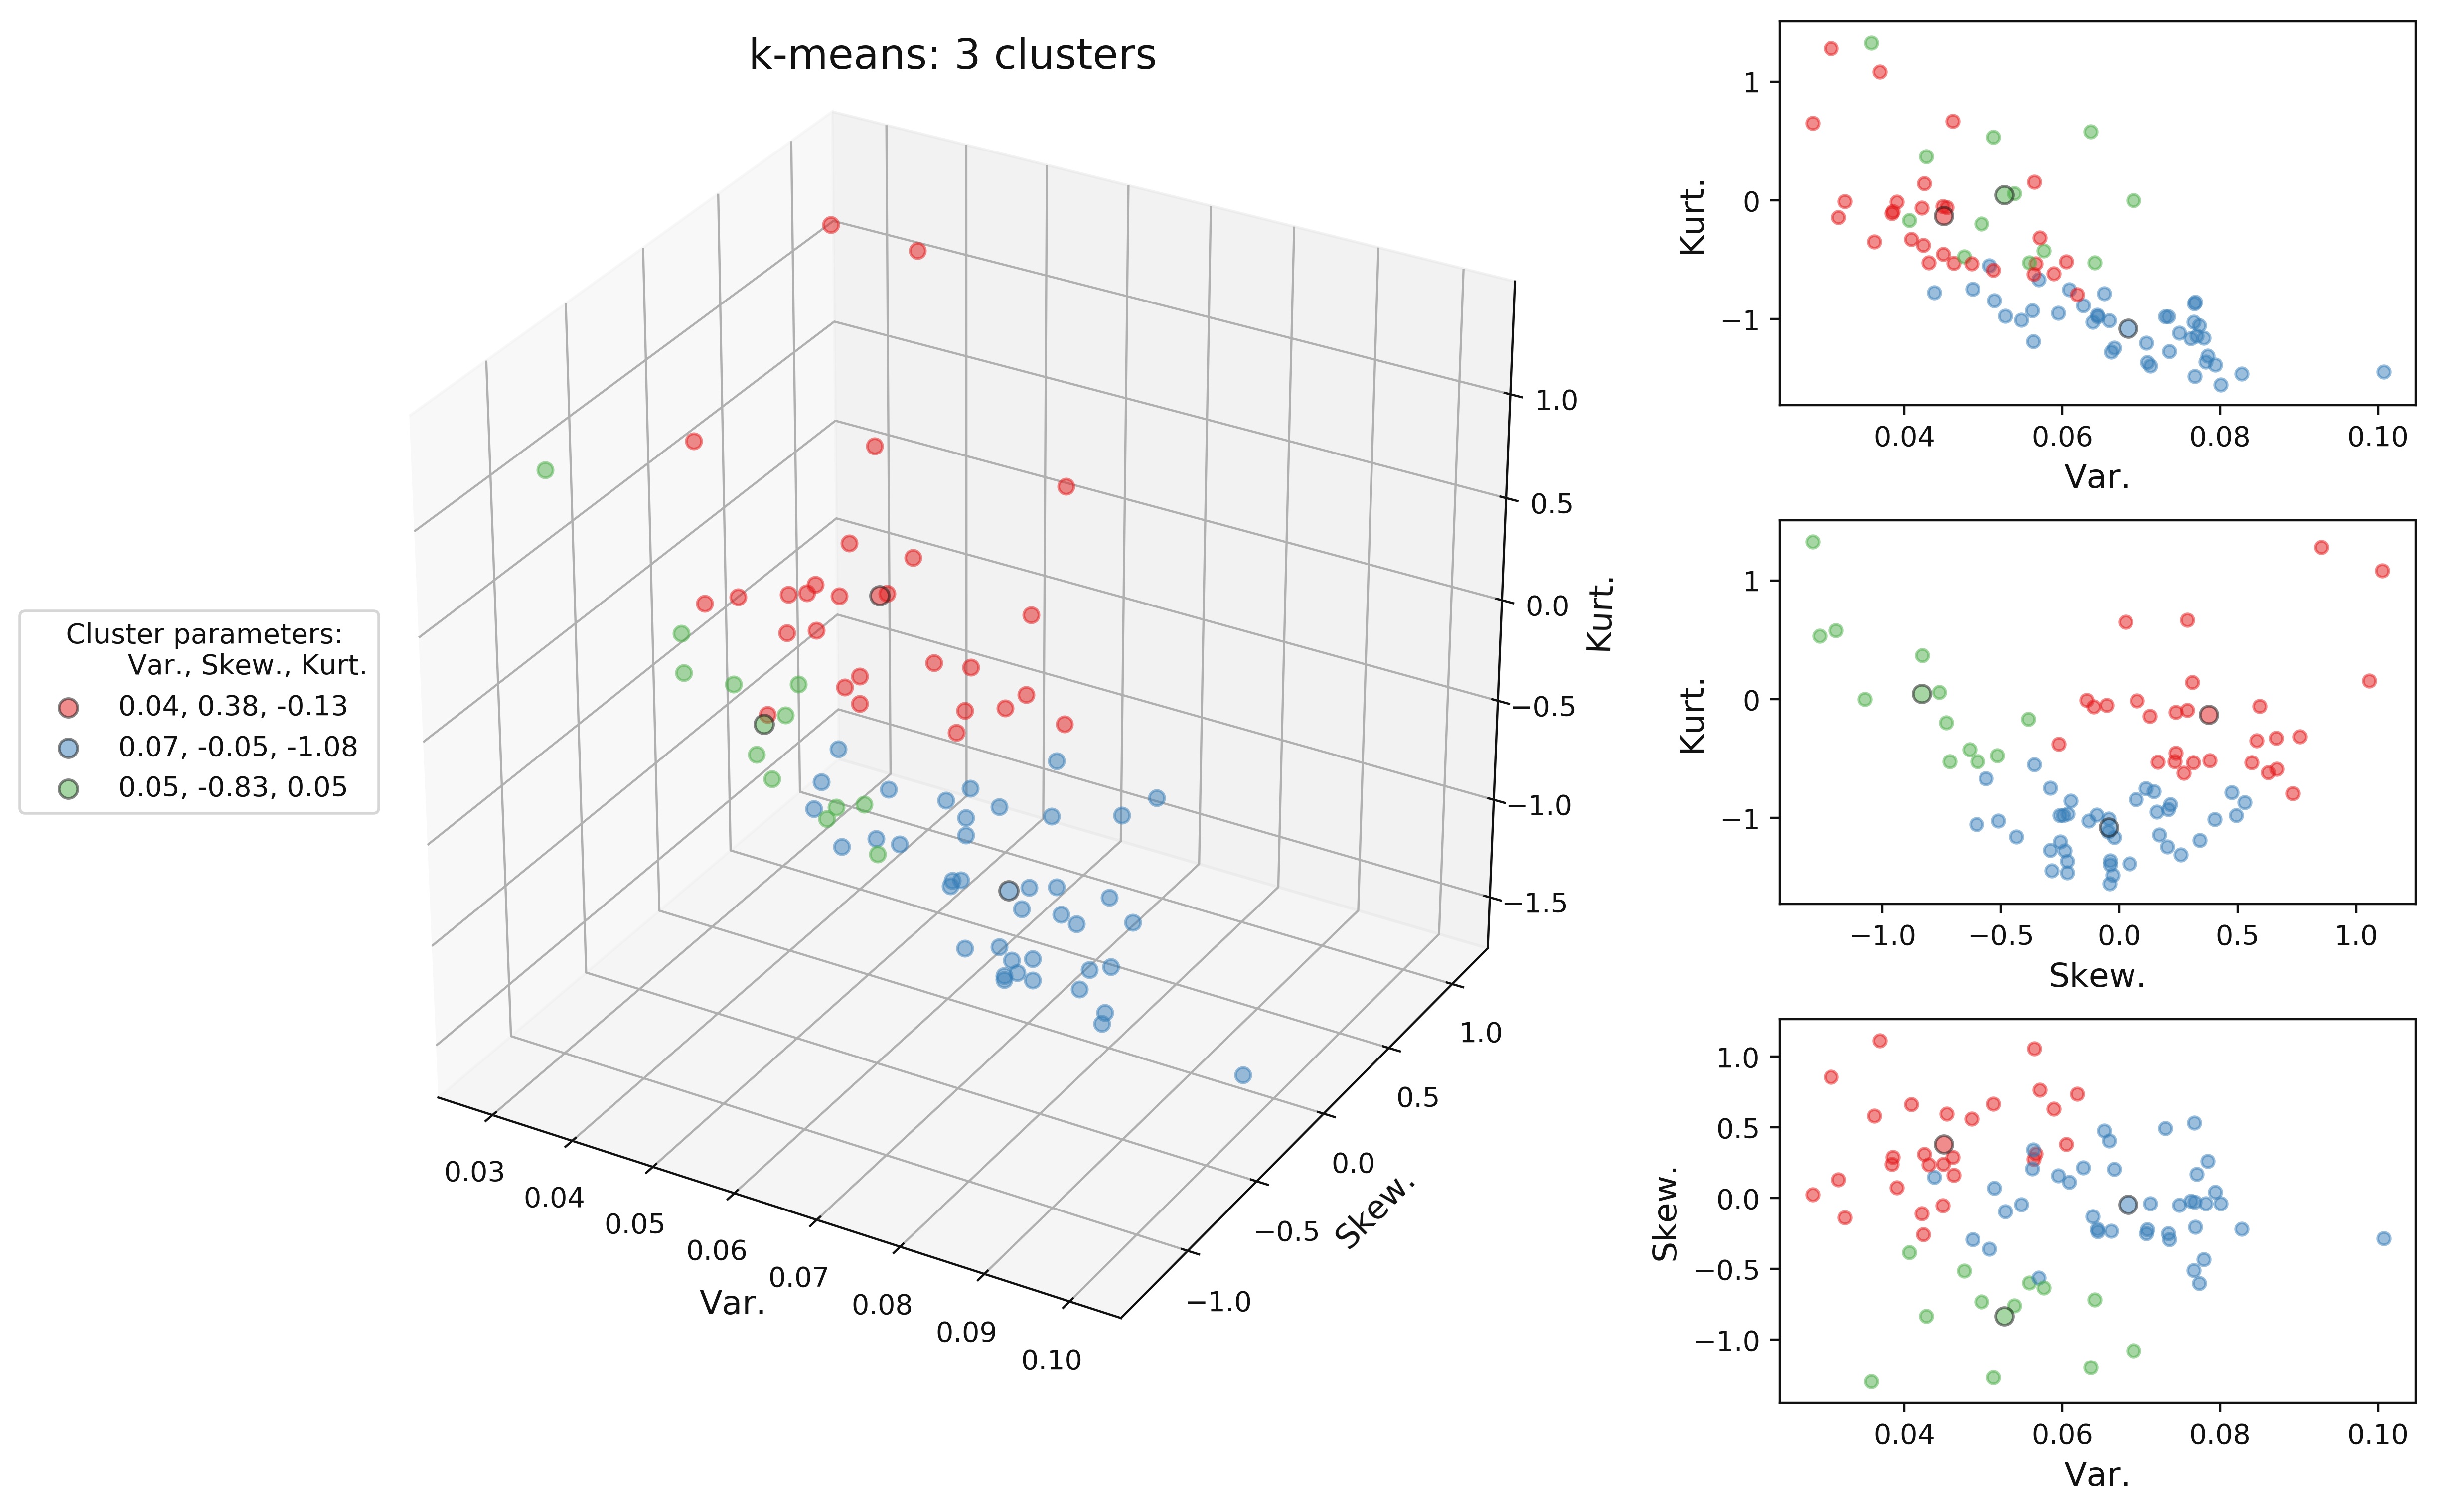 k-means: 3 clusters
Cluster parameters:
Var., Skew., Kurt.
0.04, 0.38, -0.13
0.07, -0.05, -1.08
0.05, -0.83, 0.05
1.0
0.5
0.0
−0.5
−1.0
−1.5
Kurt.
1.0
0.5
0.0
−0.5
−1.0
Skew.
0.03
0.04
0.05
0.06
0.07
0.08
0.09
0.10
Var.
1
0
−1
Kurt.
0.04 0.06 0.08 0.10
Var.
1
0
−1
Kurt.
−1.0 −0.5 0.0 0.5 1.0
Skew.
1.0
0.5
0.0
−0.5
−1.0
Skew.
0.04 0.06 0.08 0.10
Var.